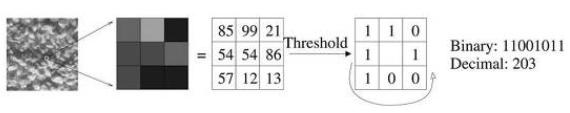 85 99 21
54 54 86
57 12 13
=
Threshold
1 1 0
1 1
1 0 0
Binary: 11001011
Decimal: 203